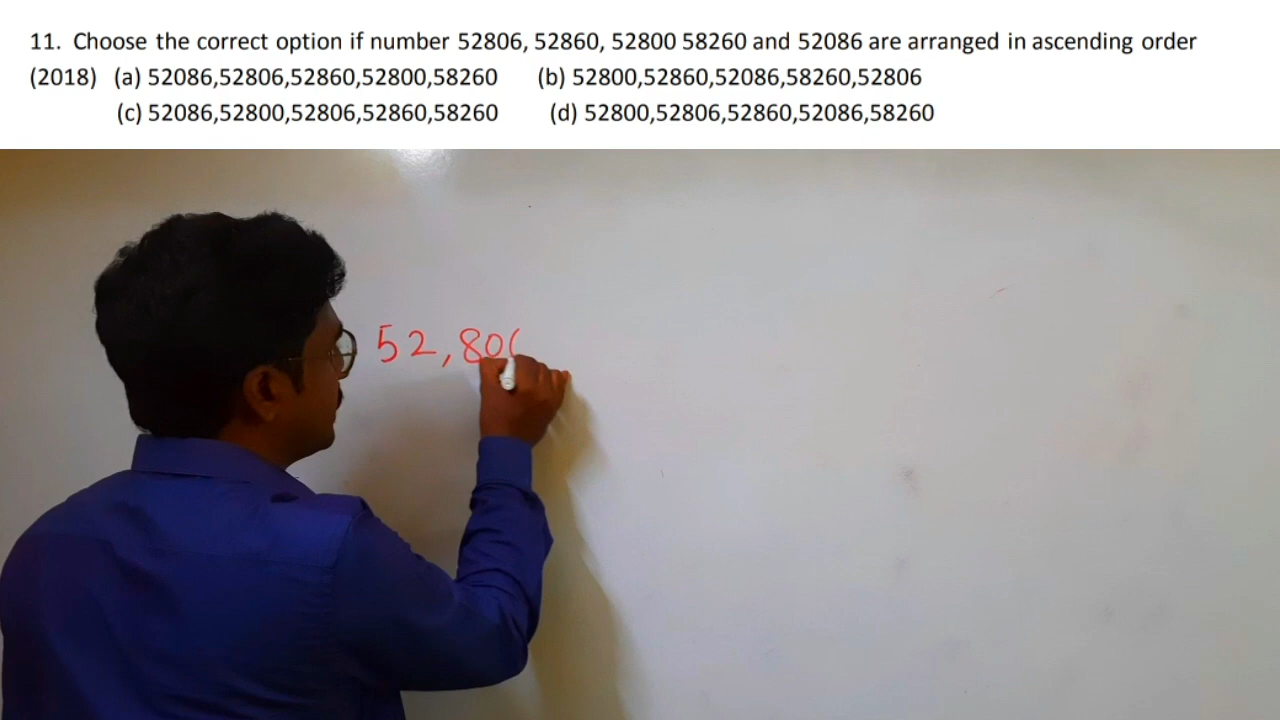 11. Choose the correct option if number 52806, 52860, 52800 58260 and 52086 are arranged in ascending order
(2018) (a) 52086,52806,52860,52800,58260 (b) 52800,52860,52086,58260,52806
(c) 52086,52800,52806,52860,58260 (d) 52800,52806,52860,52086,58260
52,80